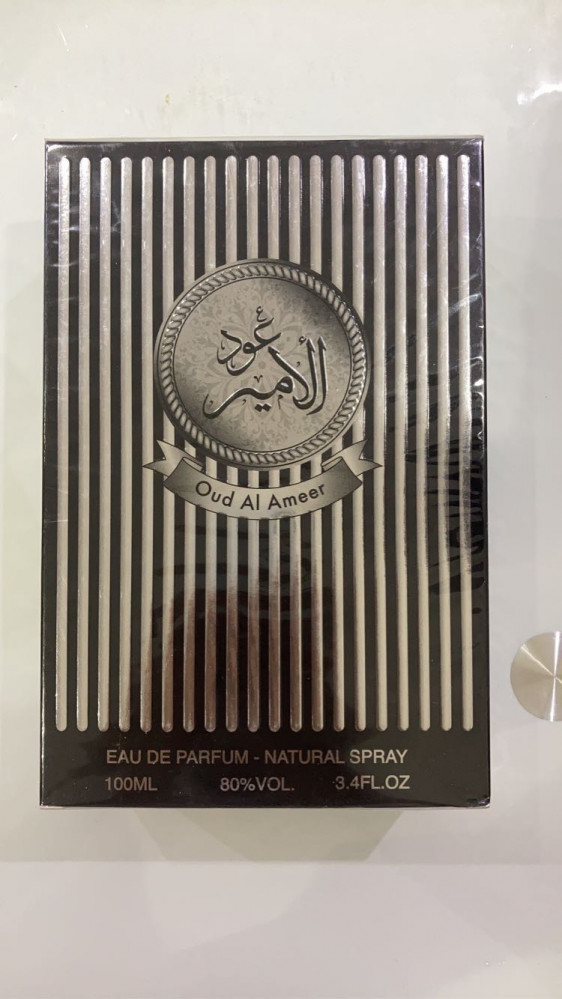 عود
الأمير
Oud Al Ameer
EAU DE PARFUM - NATURAL SPRAY
100ML 80%VOL. 3.4FL.OZ